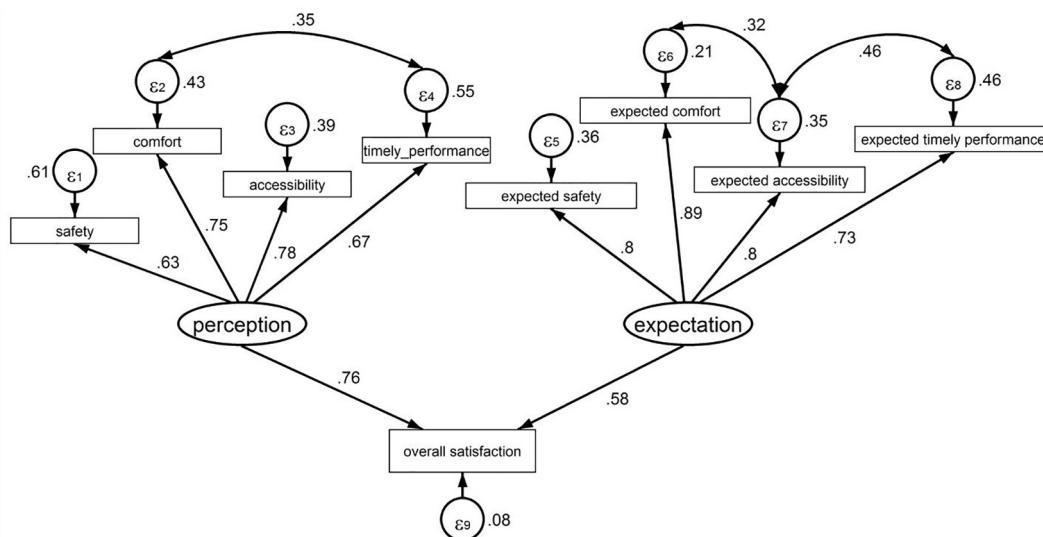 .35
.32
.46
ε2 .43
ε4 .55
ε6 .21
ε8 .46
comfort
ε3 .39
timely_performance
expected comfort
ε7 .35
expected timely performance
.61 ε1
accessibility
ε5 .36
expected safety
expected accessibility
safety
.63
.75
.78
.67
.8
.89
.8
.73
perception
expectation
.76
.58
overall satisfaction
ε9 .08